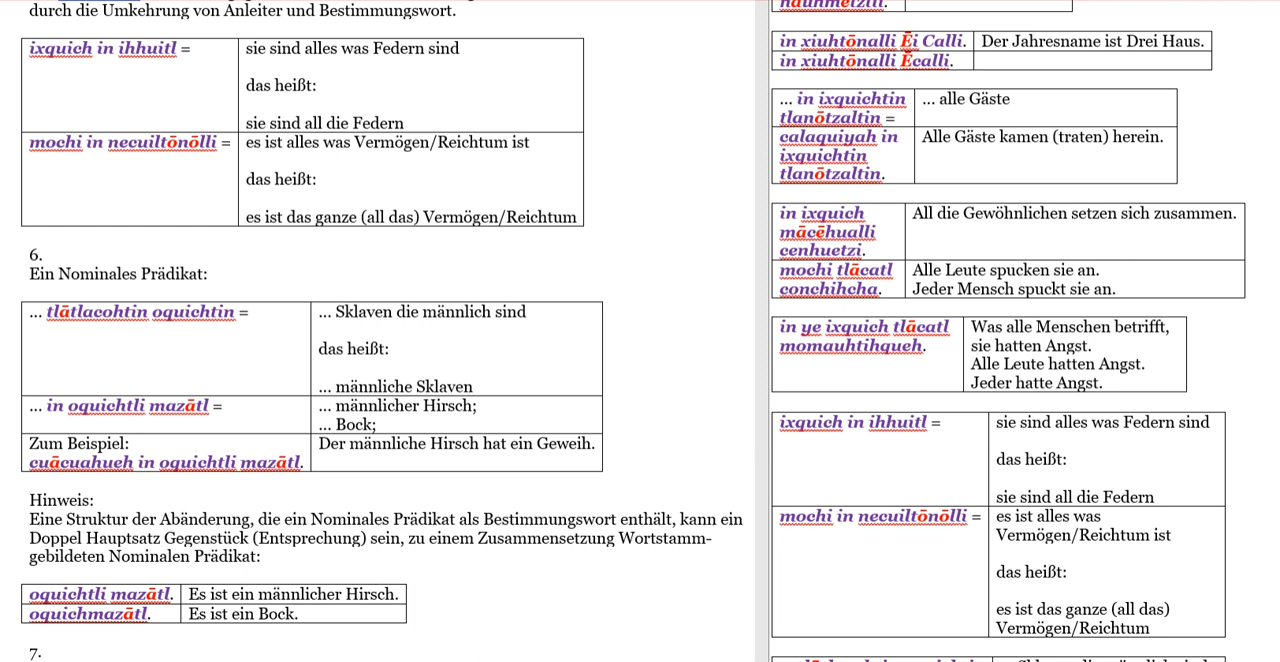 durch die Umkehrung von Anleiter und Bestimmungswort.
ixquich in ihhuitl =
sie sind alles was Federn sind
das heißt:
sie sind all die Federn
mochi in necuiltōnōlli =
es ist alles was Vermögen/Reichtum ist
das heißt:
es ist das ganze (all das) Vermögen/Reichtum
6.
Ein Nominales Prädikat:
... tlātlacohtin oquichtin =
... Sklaven die männlich sind
das heißt:
... männliche Sklaven
... in oquichtli mazātl =
... männlicher Hirsch;
... Bock;
Zum Beispiel:
cuācuahueh in oquichtli mazātl.
Der männliche Hirsch hat ein Geweih.
Hinweis:
Eine Struktur der Abänderung, die ein Nominales Prädikat als Bestimmungswort enthält, kann ein
Doppel Hauptsatz Gegenstück (Entsprechung) sein, zu einem Zusammensetzung Wortstamm-
gebildeten Nominalen Prädikat:
oquichtli mazātl.
Es ist ein männlicher Hirsch.
oquichmazātl.
Es ist ein Bock.
7.
in xiuhtōnalli Ēi Calli.
Der Jahresname ist Drei Haus.
in xiuhtōnalli Ēcalli.
... in ixquichtin
tlanōtzaltin =
... alle Gäste
calaquiyah in
ixquichtin
tlanōtzaltin.
Alle Gäste kamen (traten) herein.
in ixquich
mācēhualli
cenhuetzi.
All die Gewöhnlichen setzen sich zusammen.
mochi tlācatl
conchihcha.
Alle Leute spucken sie an.
Jeder Mensch spuckt sie an.
in ye ixquich tlācatl
momauhtihqueh.
Was alle Menschen betrifft,
sie hatten Angst.
Alle Leute hatten Angst.
Jeder hatte Angst.
ixquich in ihhuitl =
sie sind alles was Federn sind
das heißt:
sie sind all die Federn
mochi in necuiltōnōlli =
es ist alles was
Vermögen/Reichtum ist
das heißt:
es ist das ganze (all das)
Vermögen/Reichtum